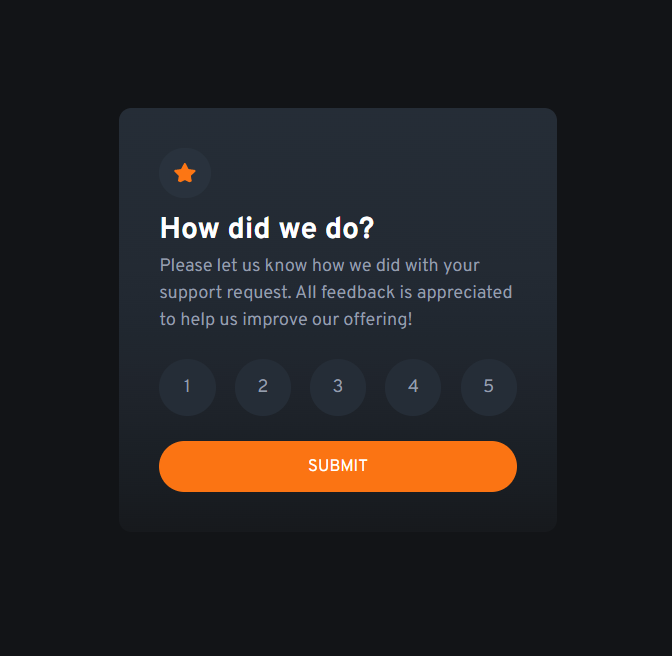 How did we do?
Please let us know how we did with your
support request. All feedback is appreciated
to help us improve our offering!
1 2 3 4 5
SUBMIT